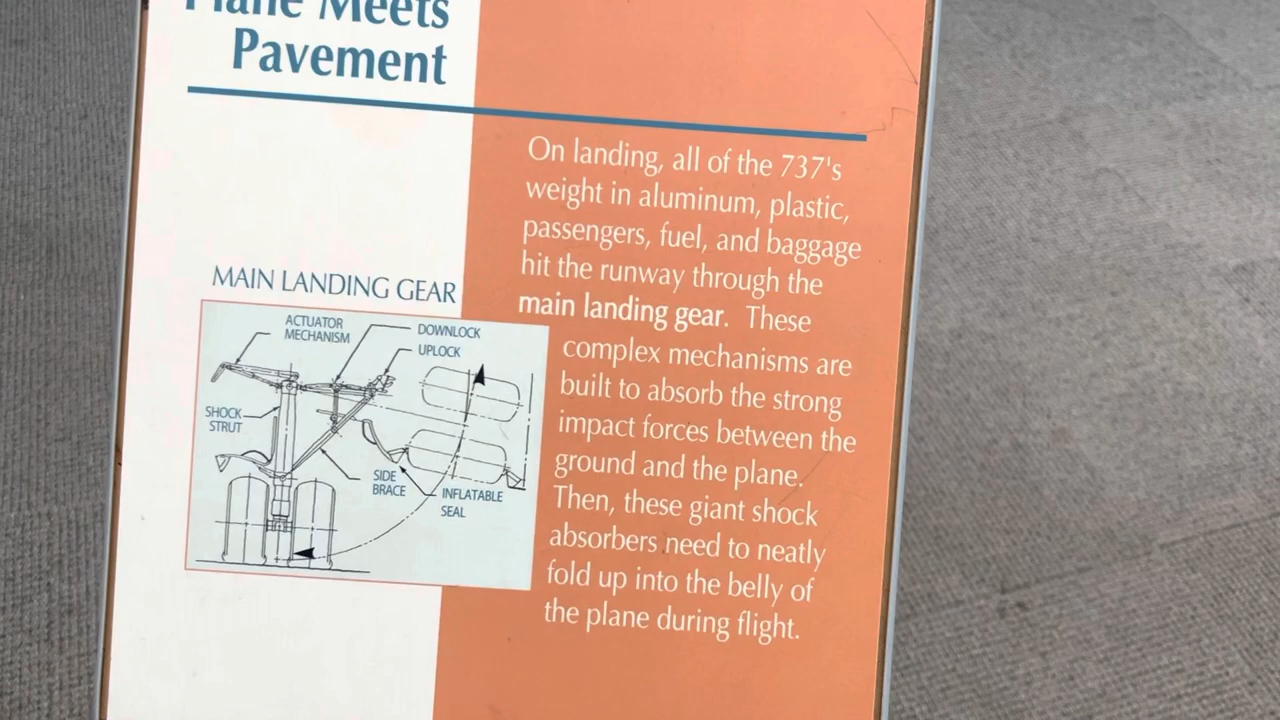 Plane Meets
Pavement
On landing, all of the 737's
weight in aluminum, plastic,
passengers, fuel, and baggage
hit the runway through the
main landing gear. These
complex mechanisms are
built to absorb the strong
impact forces between the
ground and the plane.
Then, these giant shock
absorbers need to neatly
fold up into the belly of
the plane during flight.
MAIN LANDING GEAR
ACTUATOR
MECHANISM
DOWNLOCK
UPLOCK
SHOCK
STRUT
SIDE
BRACE
INFLATABLE
SEAL